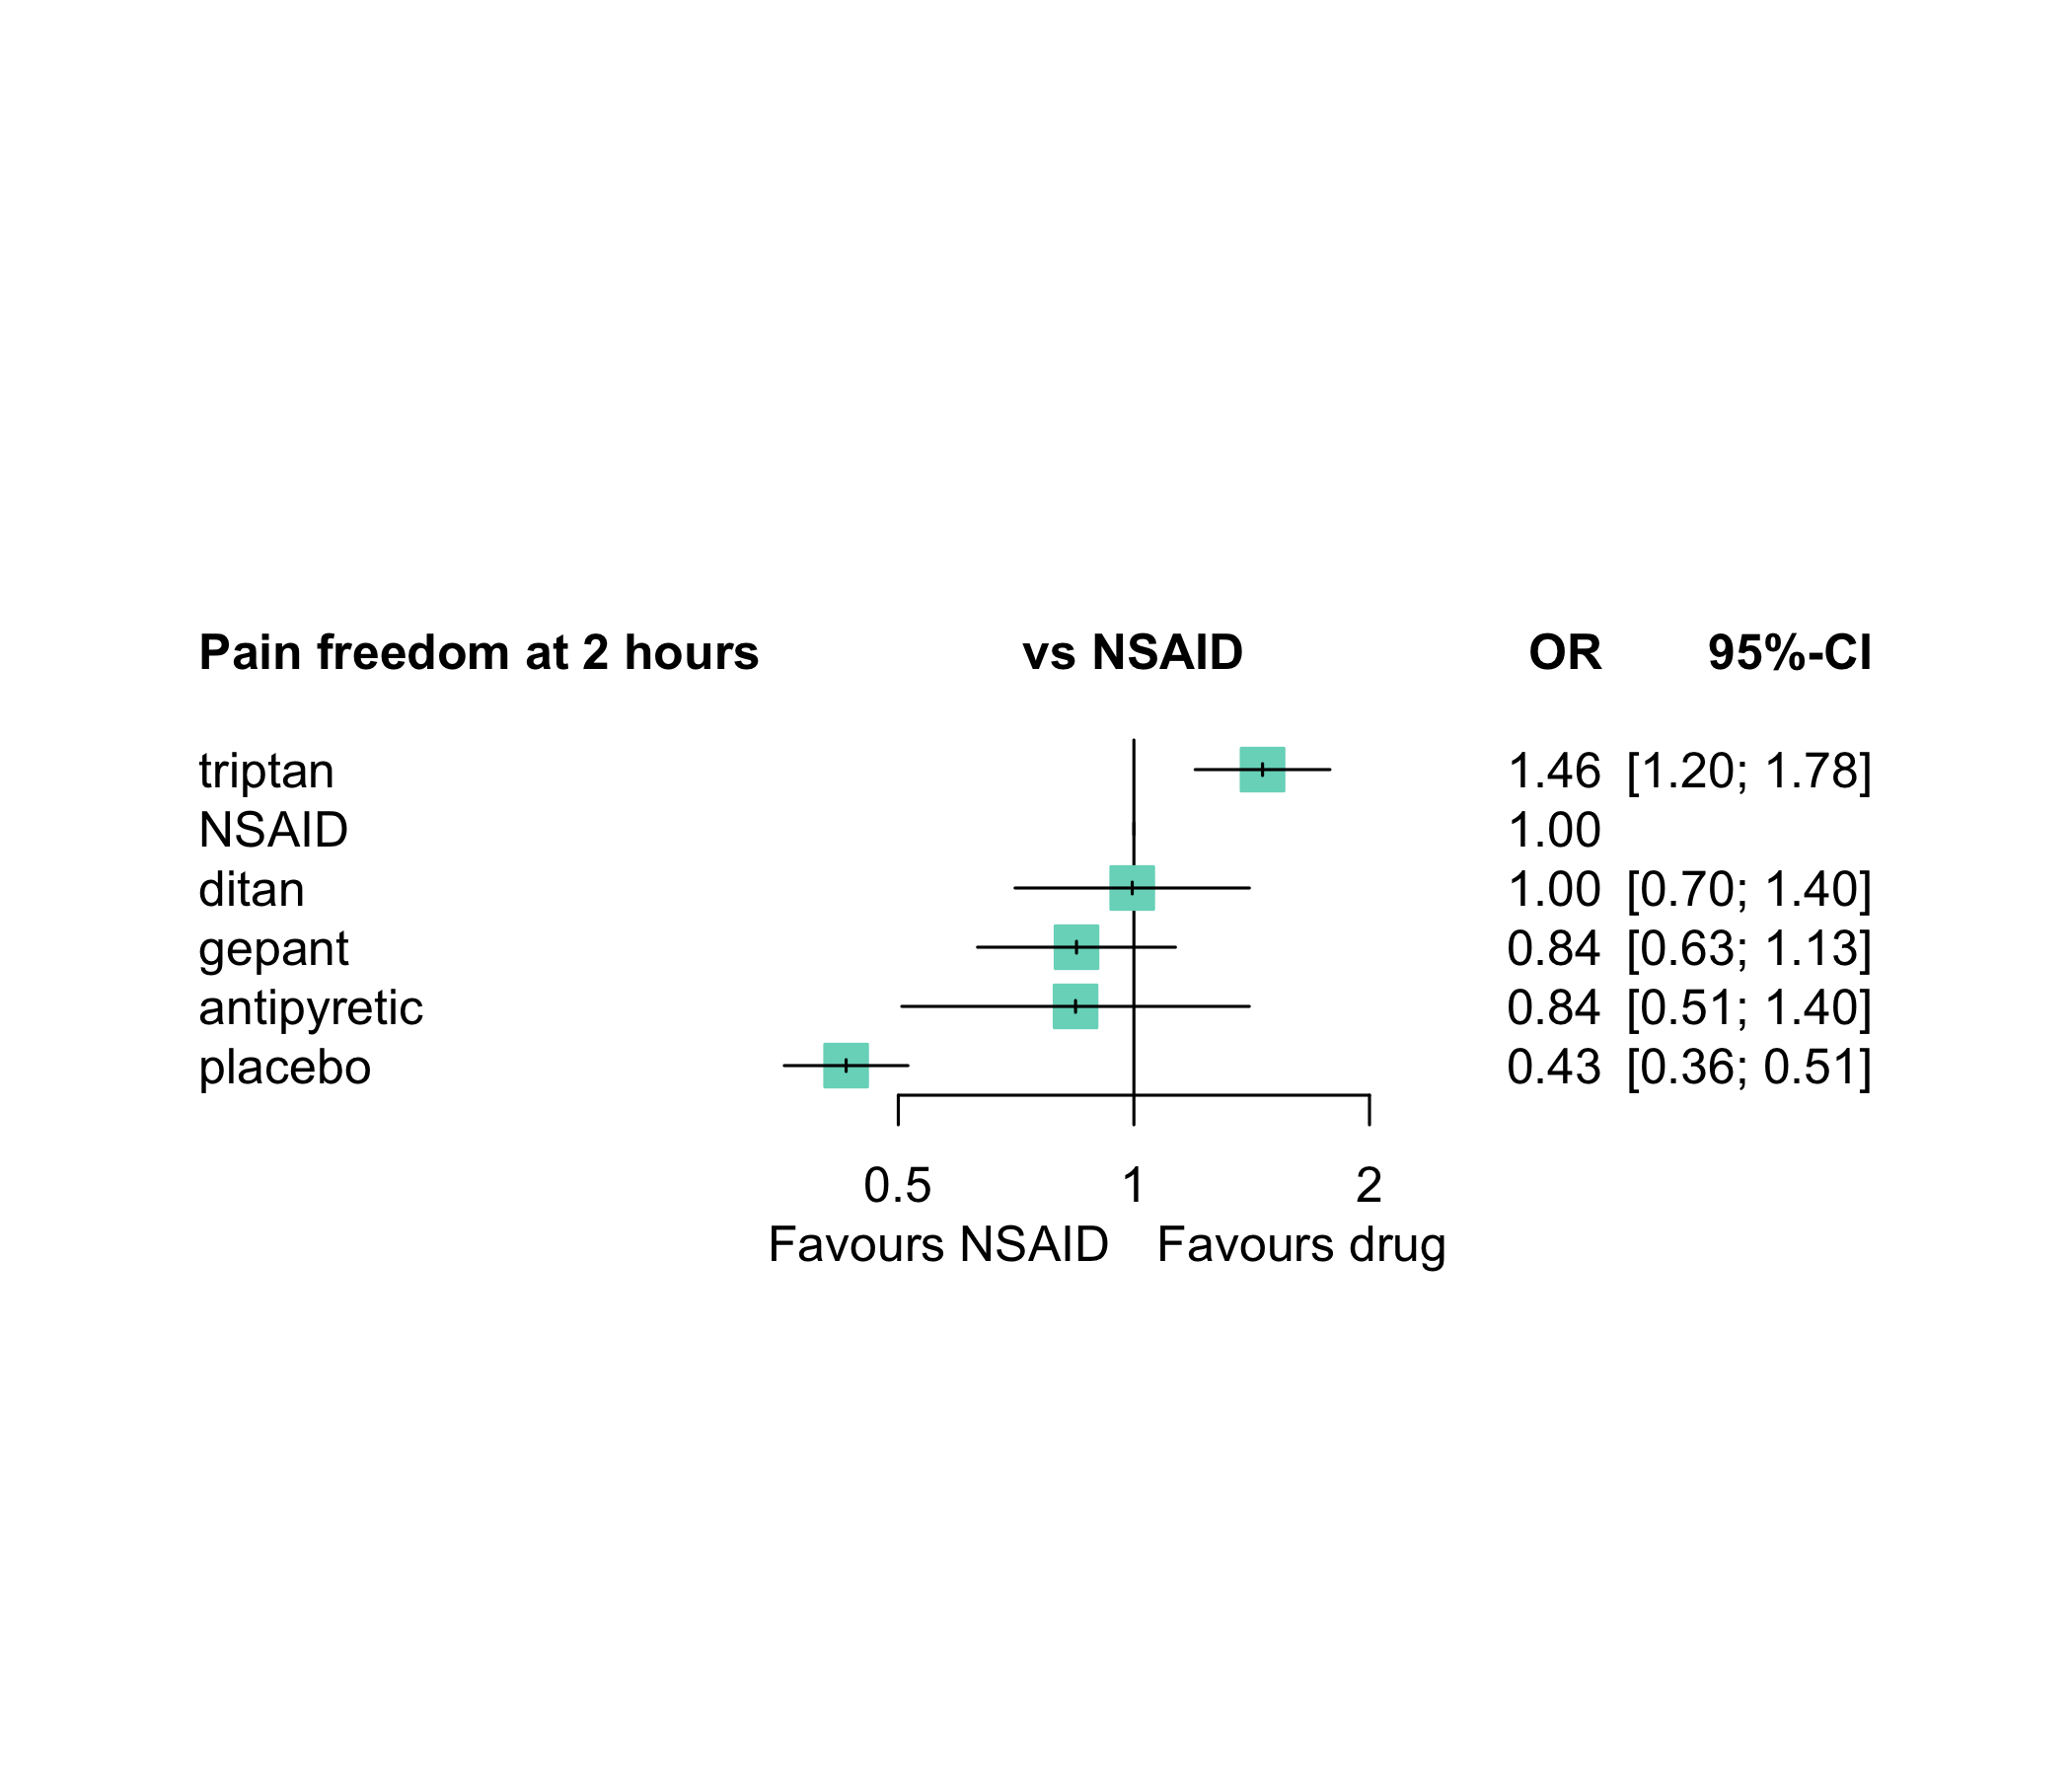 Pain freedom at 2 hours vs NSAID OR 95%-CI
triptan 1.46 [1.20; 1.78]
NSAID 1.00
ditan 1.00 [0.70; 1.40]
gepant 0.84 [0.63; 1.13]
antipyretic 0.84 [0.51; 1.40]
placebo 0.43 [0.36; 0.51]
0.5 1 2
Favours NSAID Favours drug